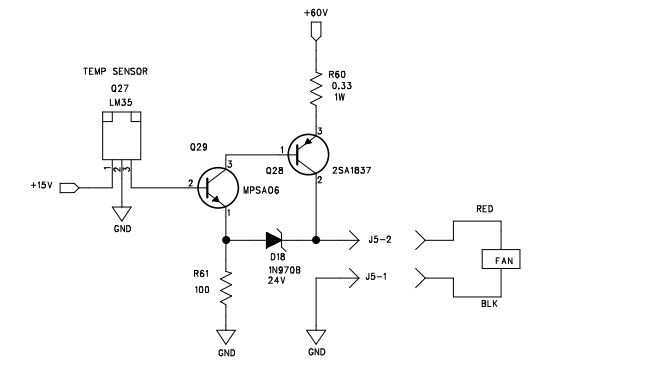 +60V
R60
0.33
1W
TEMP SENSOR
Q27
LM35
1
2
3
+15V
GND
Q29
2
3
1
MPSA06
Q28
1
3
2
2SA1837
D18
1N970B
24V
R61
100
GND
J5-2
J5-1
GND
RED
FAN
BLK